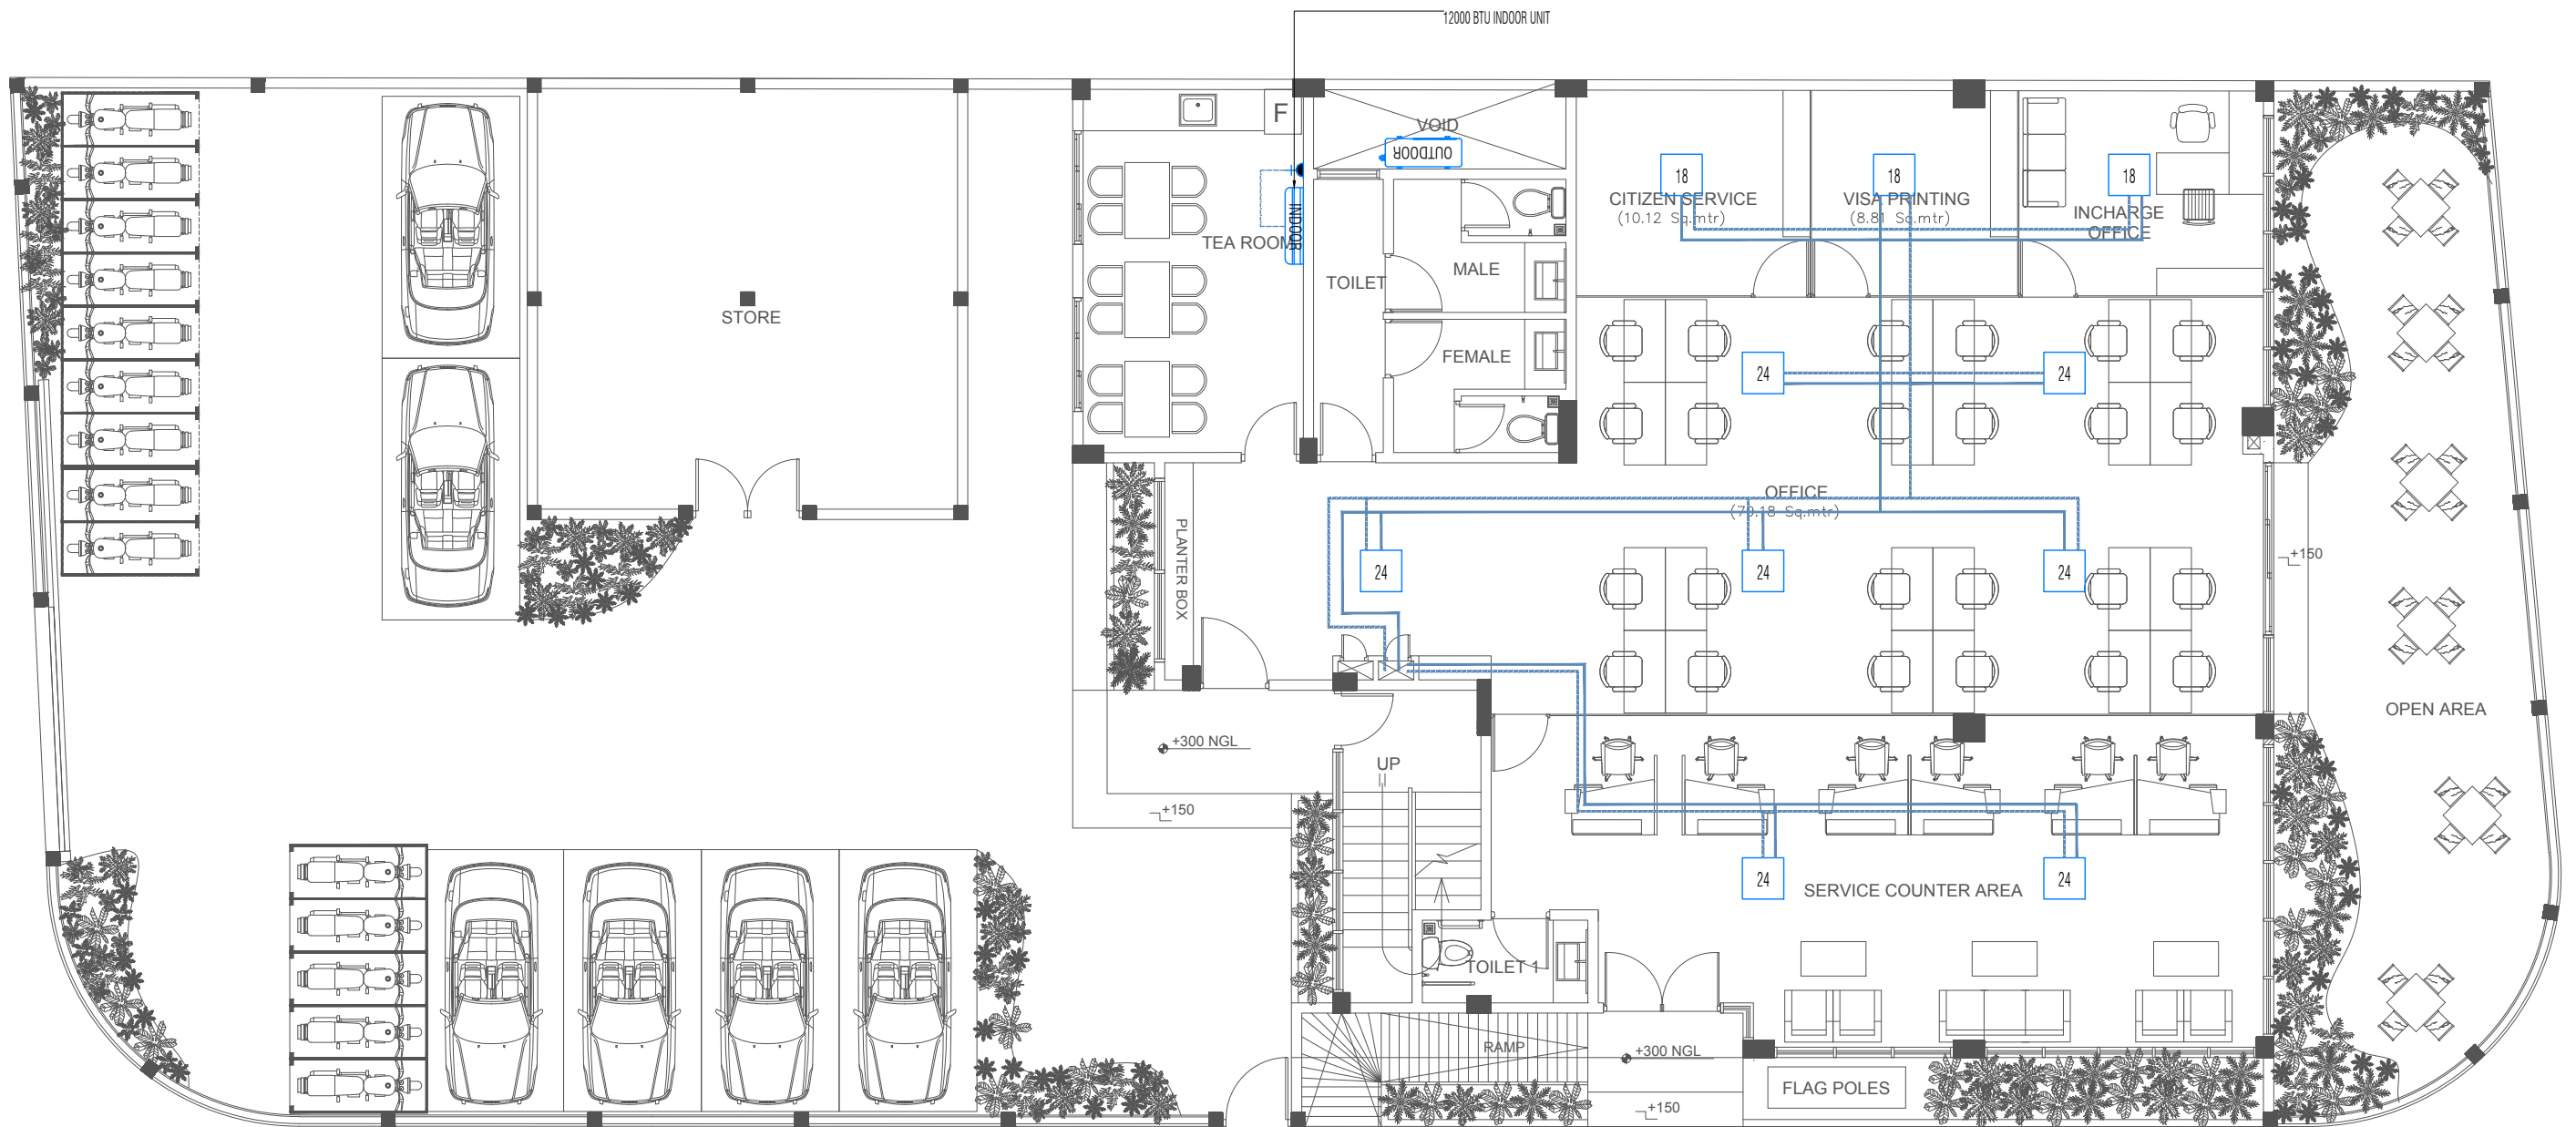 12000 BTU INDOOR UNIT
F
VOID
OUTDOOR
18
18
18
CITIZEN SERVICE
(10.12 Sq.mtr)
VISA PRINTING
(8.81 Sq.mtr)
INCHARGE
OFFICE
INDOOR
TEA ROOM
TOILET
MALE
FEMALE
STORE
24
24
OFFICE
(79.18 Sq.mtr)
PLANTER BOX
24
24
24
+150
OPEN AREA
+300 NGL
UP
+150
24
24
SERVICE COUNTER AREA
TOILET 1
RAMP
+300 NGL
FLAG POLES
+150